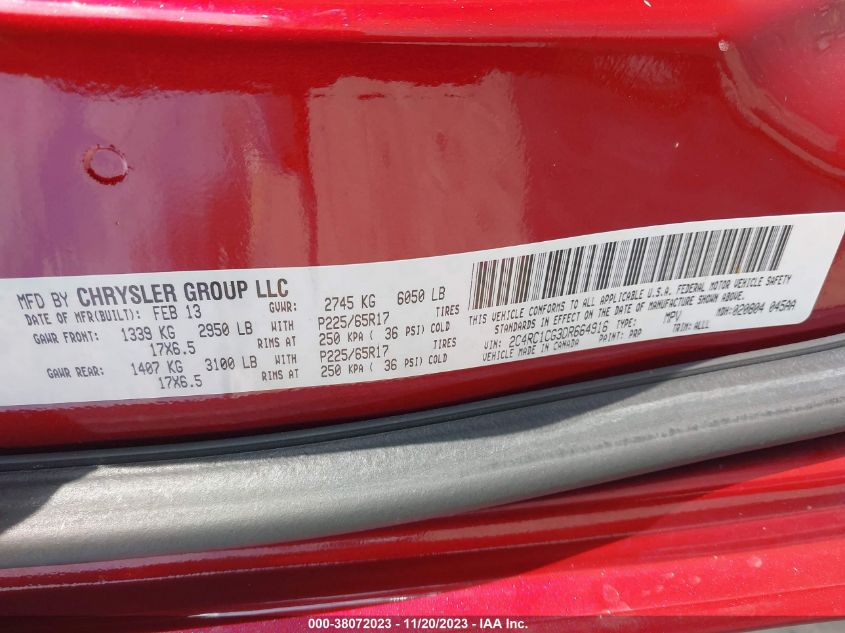 MFD BY CHRYSLER GROUP LLC
DATE OF MFR(BUILT): FEB 13 GVWR: 2745 KG 6050 LB
GAWR FRONT: 1339 KG 2950 LB WITH P225/65R17 TIRES
17X6.5 RIMS AT 250 KPA ( 36 PSI) COLD
GAWR REAR: 1407 KG 3100 LB WITH P225/65R17 TIRES
17X6.5 RIMS AT 250 KPA ( 36 PSI) COLD
THIS VEHICLE CONFORMS TO ALL APPLICABLE U.S.A. FEDERAL MOTOR VEHICLE SAFETY
STANDARDS IN EFFECT ON THE DATE OF MANUFACTURE SHOWN ABOVE.
VIN: 2C4RC1CG3DR664916 TYPE: MPV MDH: 020804 045AA
VEHICLE MADE IN CANADA PAINT: PRP TRIM: ALLL
000-38072023 - 11/20/2023 - IAA Inc.